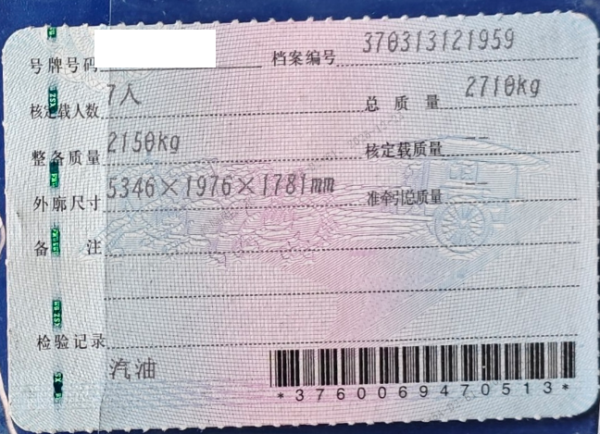 号牌号码 档案编号 370313121959
核定载人数 7人 总质量 2710kg
整备质量 2150kg 核定载质量 --
外廓尺寸 5346×1976×1781mm 准牵引总质量 --
备注
检验记录
汽油
*3760069470513*